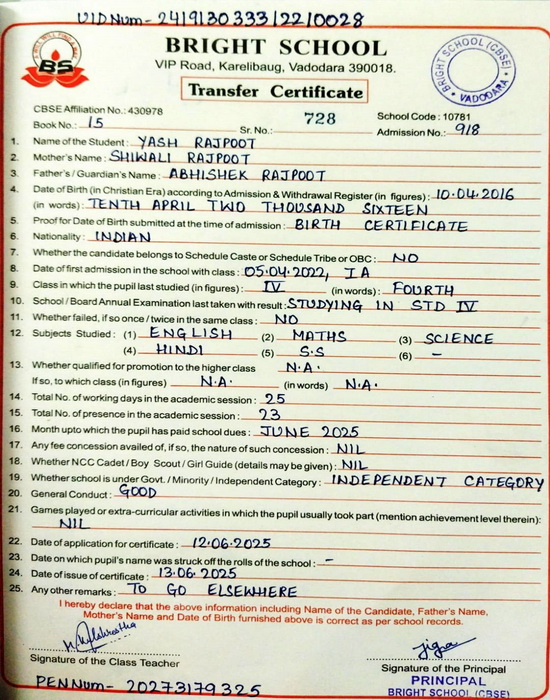 UIDNum- 241913033312210028
BRIGHT SCHOOL
VIP Road, Karelibaug, Vadodara 390018.
BS
BRIGHT SCHOOL (CBSE)
VADODARA
Transfer Certificate
CBSE Affiliation No.: 430978
728
School Code : 10781
Book No.: 15
Sr. No.:
Admission No.: 918
1. Name of the Student : YASH RAJPOOT
2. Mother's Name : SHIWALI RAJPOOT
3. Father's / Guardian's Name : ABHISHEK RAJPOOT
4. Date of Birth (in Christian Era) according to Admission & Withdrawal Register (in figures) : 10.04.2016
(in words) : TENTH APRIL TWO THOUSAND SIXTEEN
5. Proof for Date of Birth submitted at the time of admission : BIRTH CERTIFICATE
6. Nationality : INDIAN
7. Whether the candidate belongs to Schedule Caste or Schedule Tribe or OBC : NO
8. Date of first admission in the school with class : 05.04.2022, I A
9. Class in which the pupil last studied (in figures) : IV (in words) : FOURTH
10. School / Board Annual Examination last taken with result : STUDYING IN STD IV
11. Whether failed, if so once / twice in the same class : NO
12. Subjects Studied : (1) ENGLISH (2) MATHS (3) SCIENCE
(4) HINDI (5) S.S (6) -
13. Whether qualified for promotion to the higher class N.A.
If so, to which class (in figures) N.A. (in words) N.A.
14. Total No. of working days in the academic session : 25
15. Total No. of presence in the academic session : 23
16. Month upto which the pupil has paid school dues : JUNE 2025
17. Any fee concession availed of, if so, the nature of such concession : NIL
18. Whether NCC Cadet / Boy Scout / Girl Guide (details may be given) : NIL
19. Whether school is under Govt. / Minority / Independent Category : INDEPENDENT CATEGORY
20. General Conduct : GOOD
21. Games played or extra-curricular activities in which the pupil usually took part (mention achievement level therein) :
NIL
22. Date of application for certificate : 12.06.2025
23. Date on which pupil's name was struck off the rolls of the school : -
24. Date of issue of certificate : 13.06.2025
25. Any other remarks : TO GO ELSEWHERE
I hereby declare that the above information including Name of the Candidate, Father's Name,
Mother's Name and Date of Birth furnished above is correct as per school records.
Signature of the Class Teacher
Signature of the Principal
PRINCIPAL
BRIGHT SCHOOL (CBSE)
PENNum- 20273179325